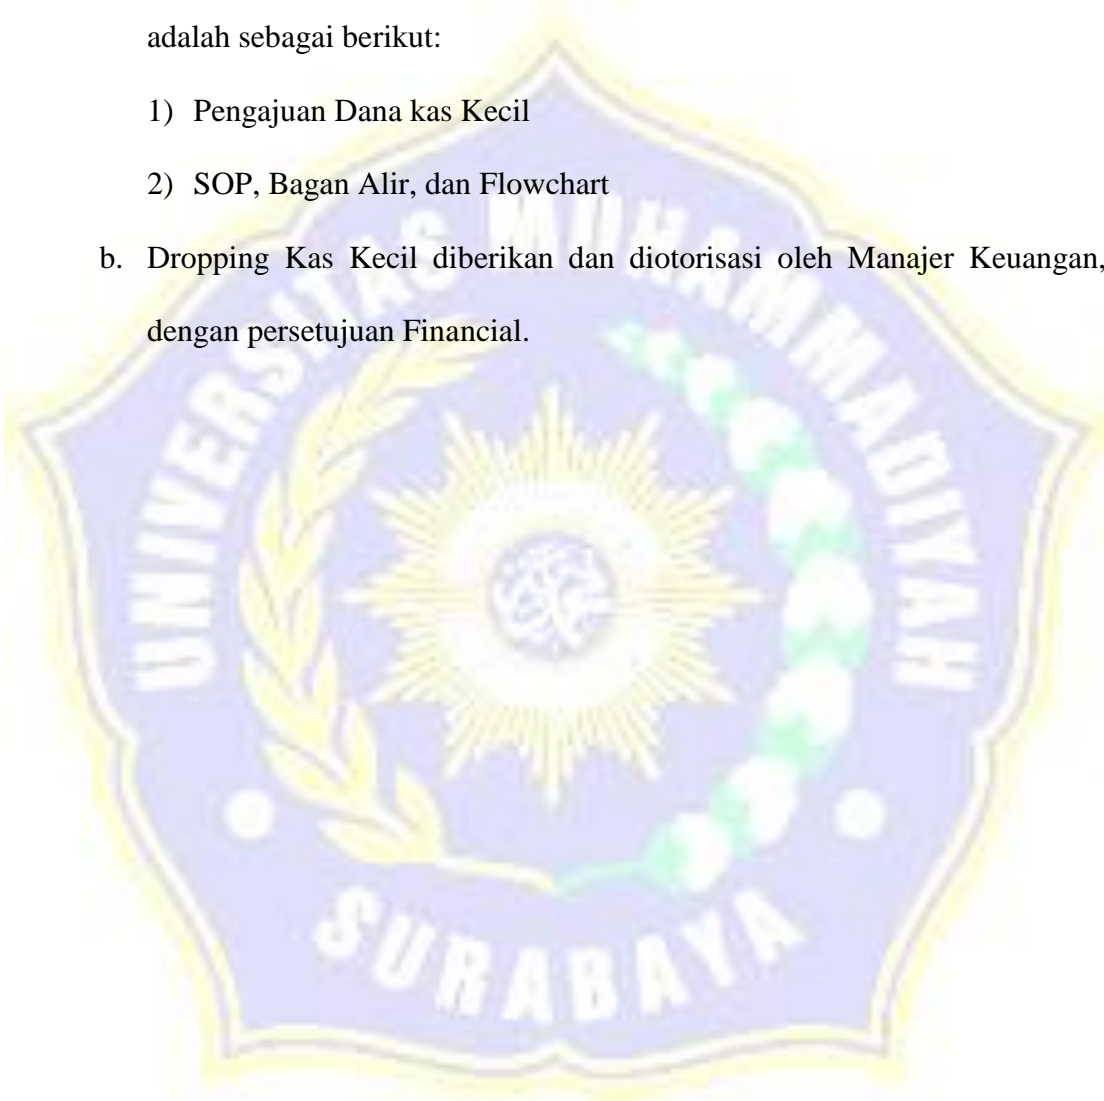 adalah sebagai berikut:
1) Pengajuan Dana kas Kecil
2) SOP, Bagan Alir, dan Flowchart
b. Dropping Kas Kecil diberikan dan diotorisasi oleh Manajer Keuangan,
dengan persetujuan Financial.
UNIVERSITAS MUHAMMADIYAH
SURABAYA